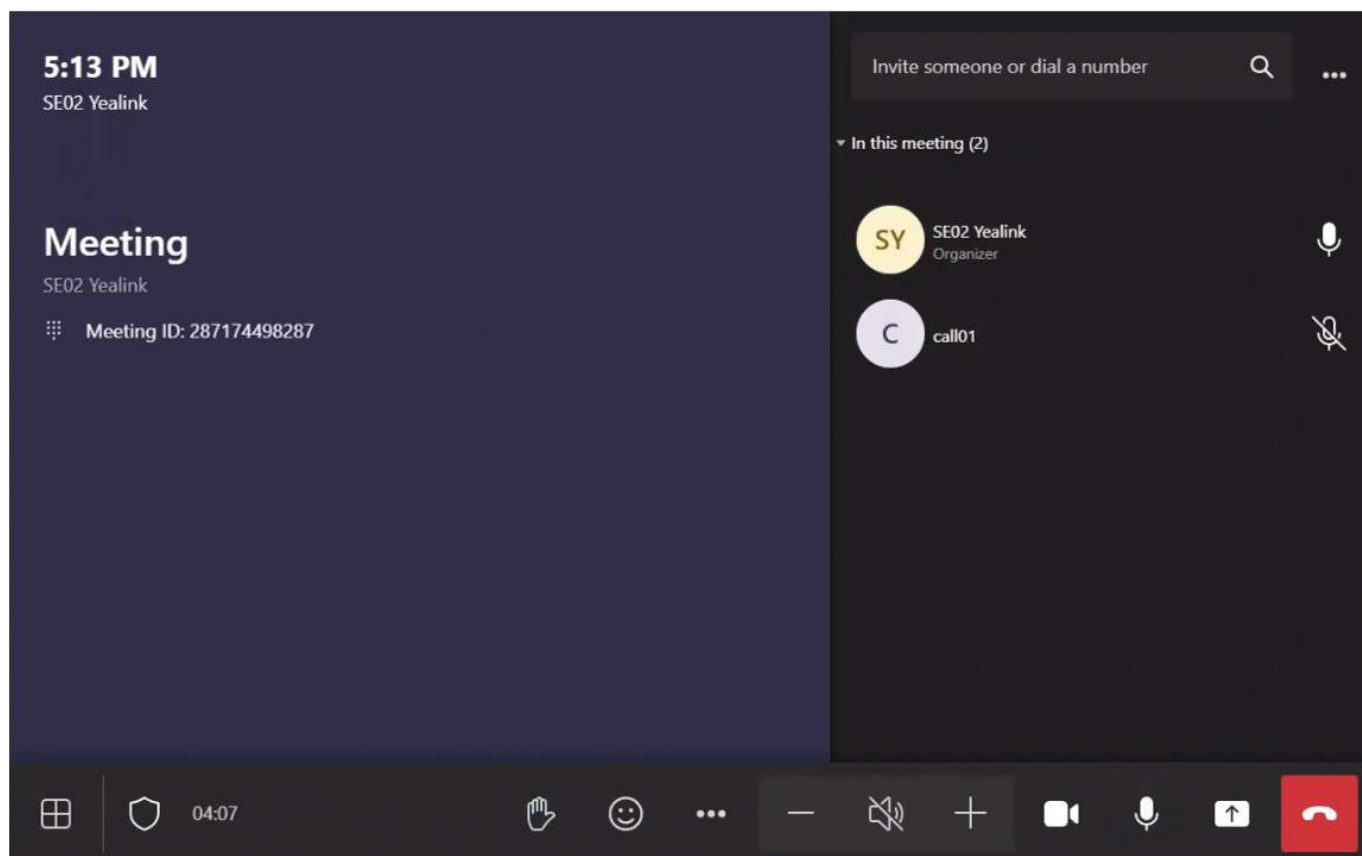 5:13 PM
SE02 Yealink
Meeting
SE02 Yealink
Meeting ID: 287174498287
Invite someone or dial a number
In this meeting (2)
SY
SE02 Yealink
Organizer
C
call01
04:07